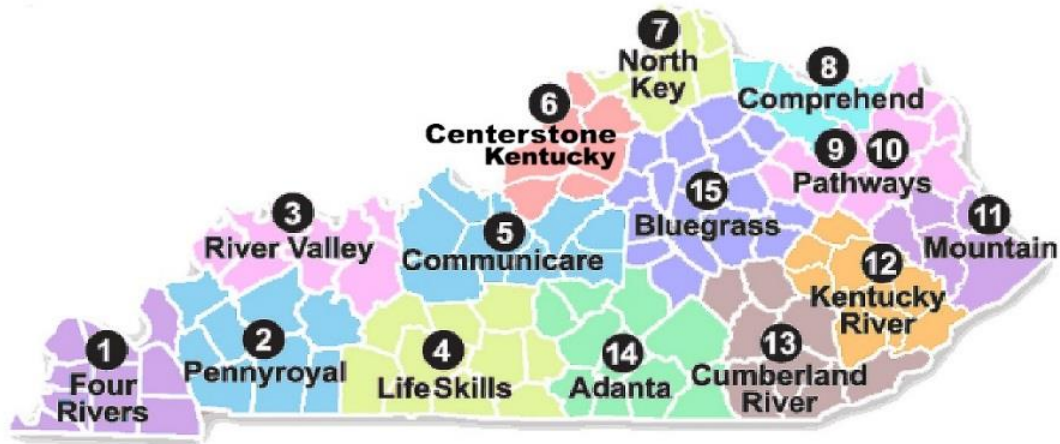 7
North
Key
8
Comprehend
6
Centerstone
Kentucky
9 10
Pathways
15
Bluegrass
3
River Valley
5
Communicare
11
Mountain
12
Kentucky
River
1
Four
Rivers
2
Pennyroyal
4
LifeSkills
14
Adanta
13
Cumberland
River